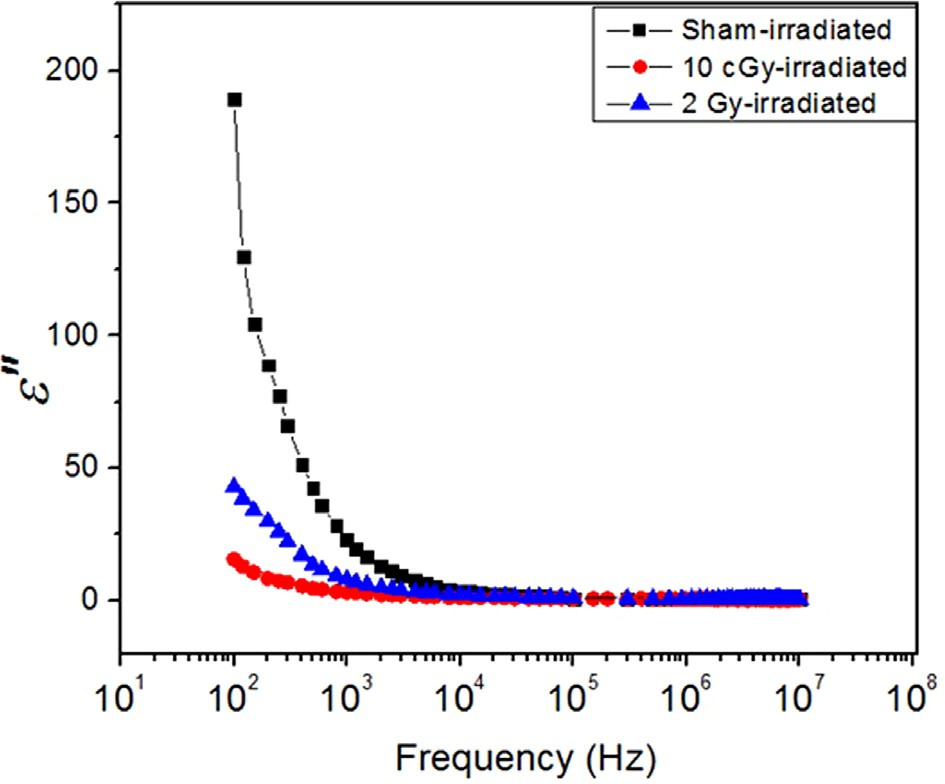 Sham-irradiated
10 cGy-irradiated
2 Gy-irradiated
200
150
100
50
0
ε″
10¹ 10² 10³ 10⁴ 10⁵ 10⁶ 10⁷ 10⁸
Frequency (Hz)